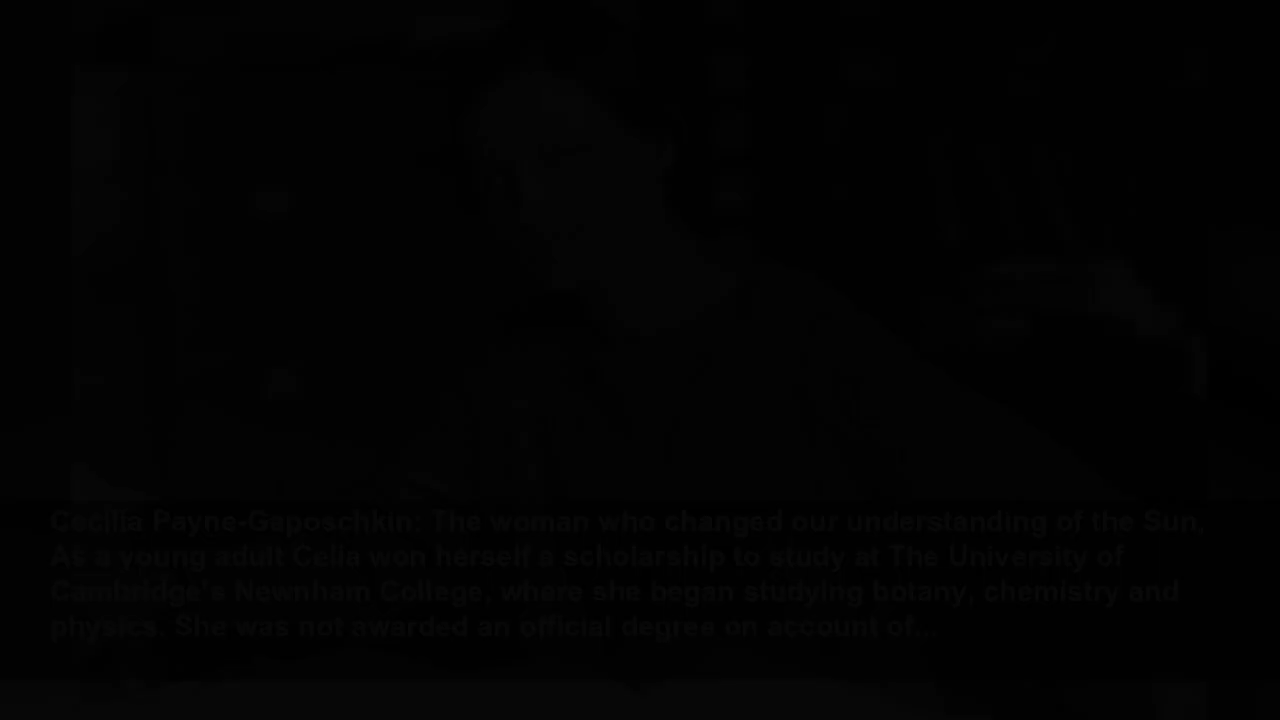 Cecilia Payne-Gaposchkin: The woman who changed our understanding of the Sun.
As a young adult Celia won herself a scholarship to study at The University of
Cambridge's Newnham College, where she began studying botany, chemistry and
physics. She was not awarded an official degree on account of...